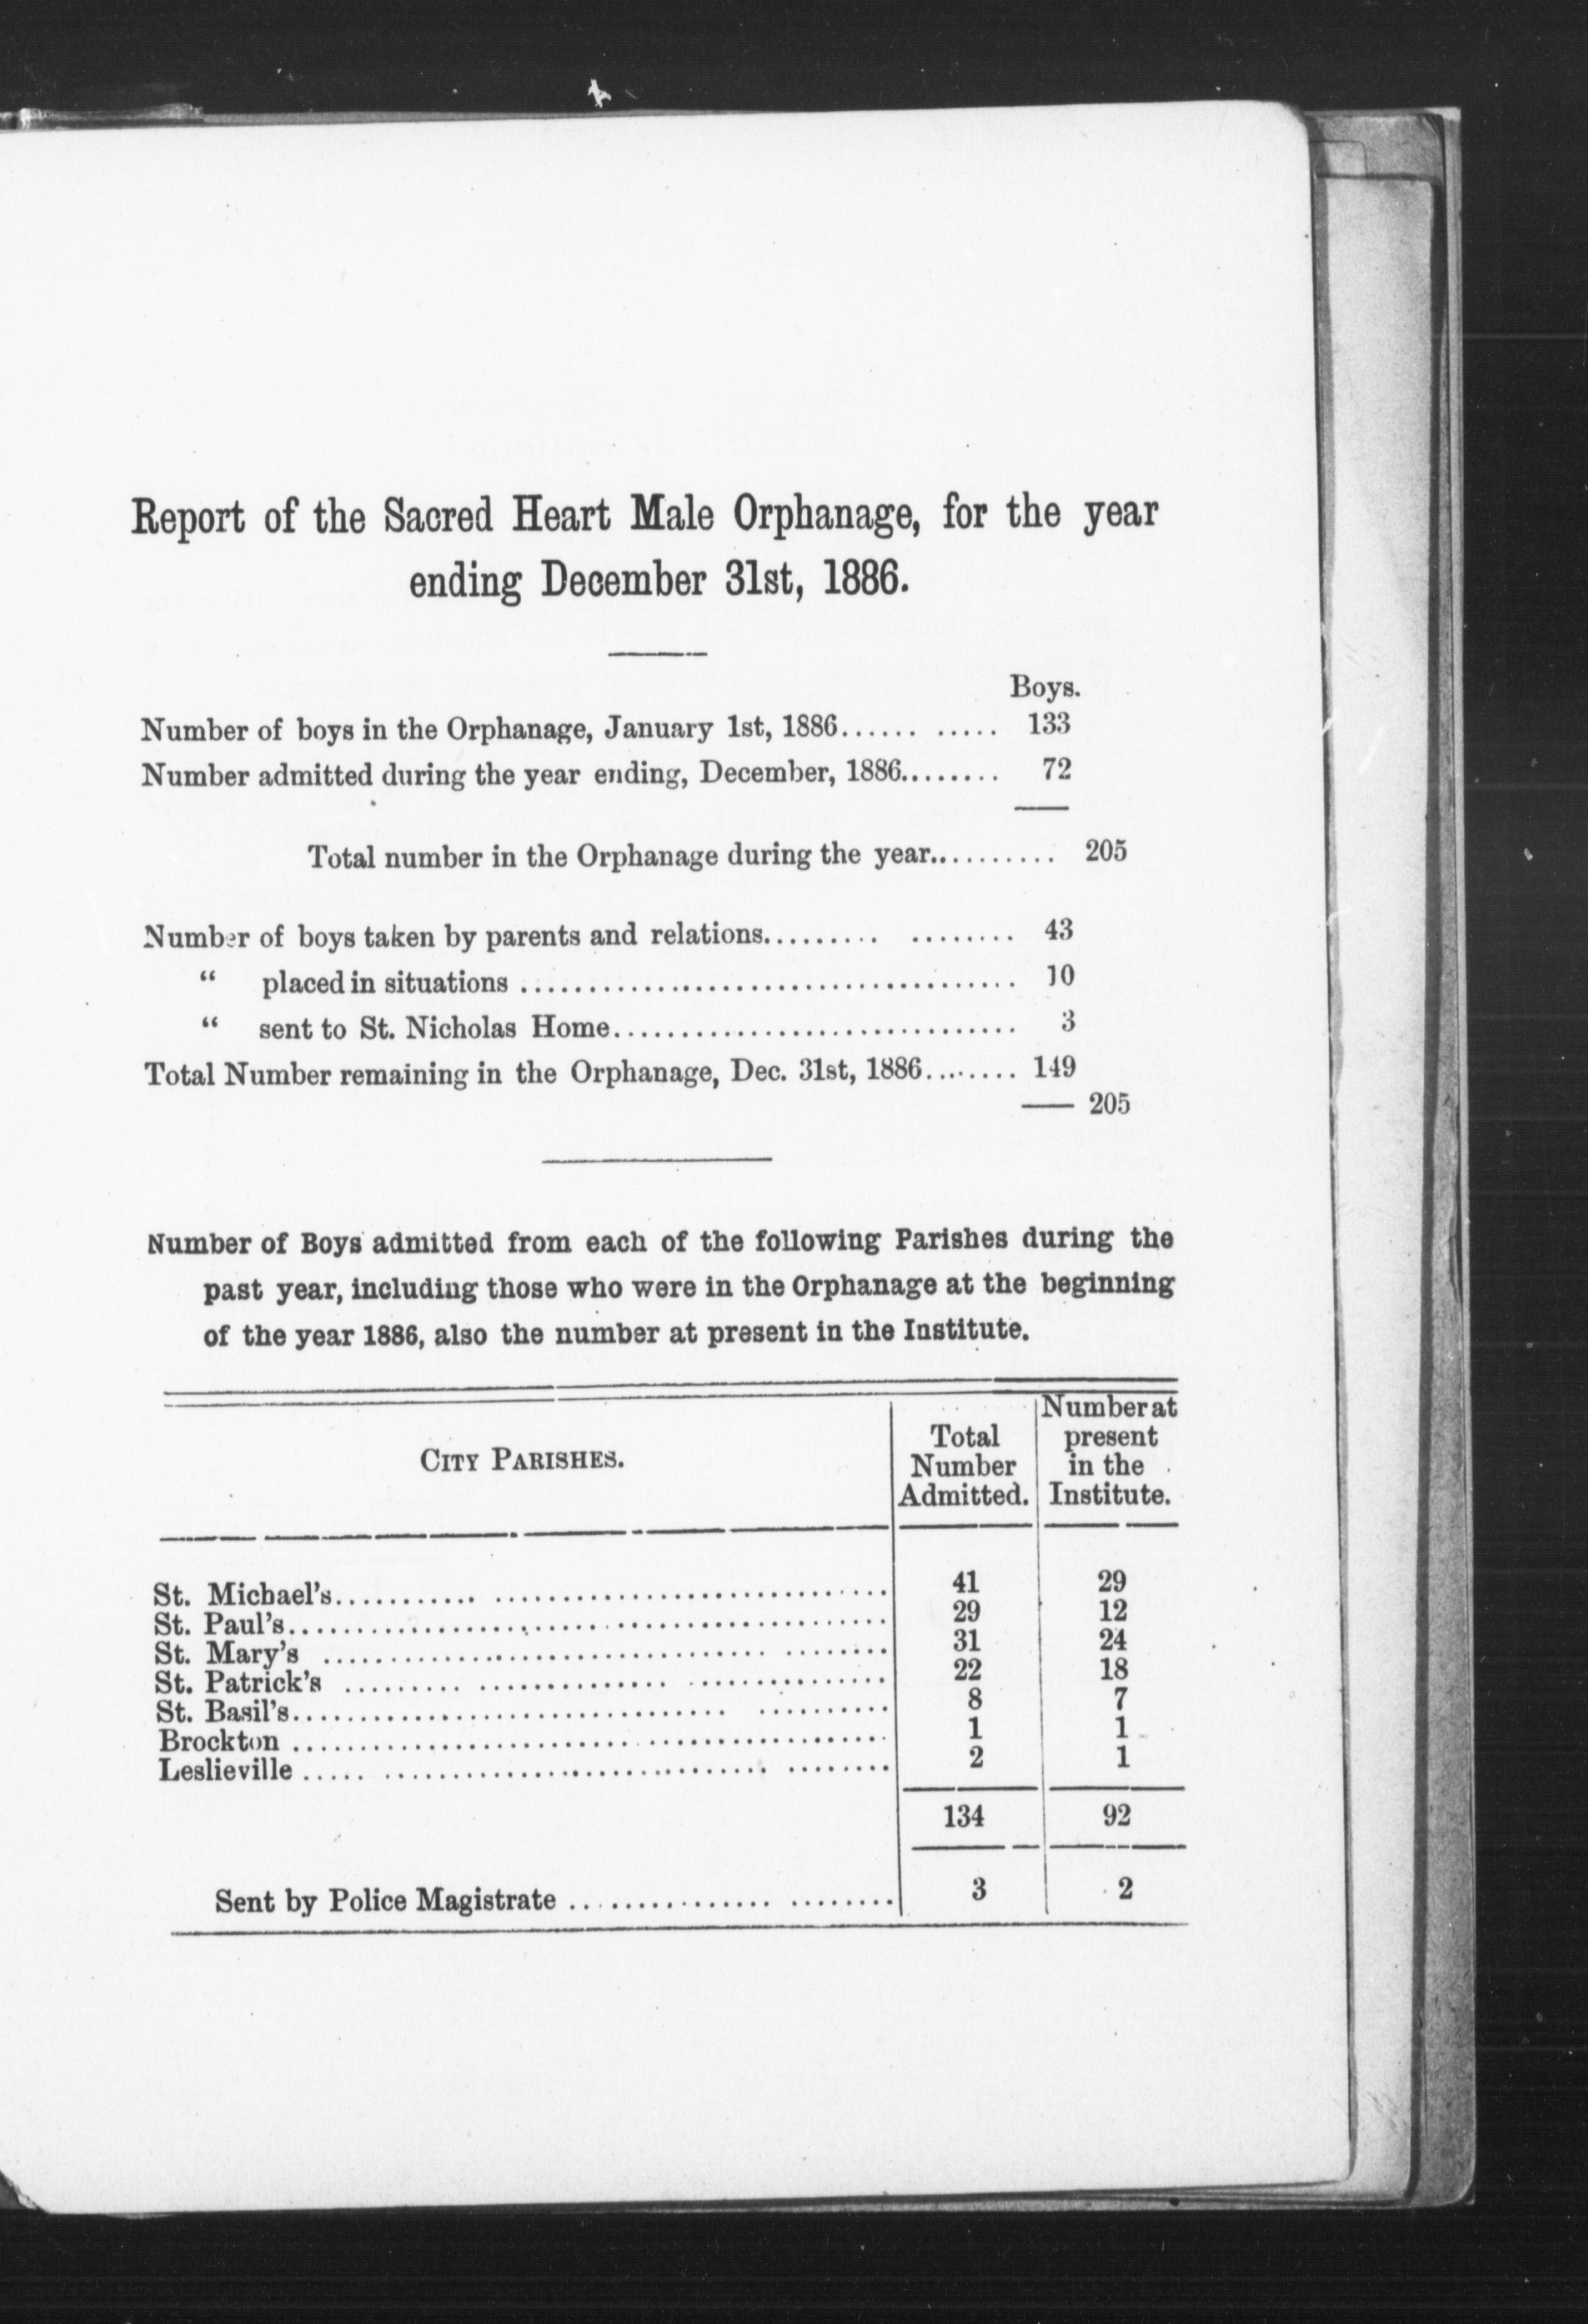 Report of the Sacred Heart Male Orphanage, for the year
ending December 31st, 1886.
Boys.
Number of boys in the Orphanage, January 1st, 1886...... ..... 133
Number admitted during the year ending, December, 1886........ 72
Total number in the Orphanage during the year.......... 205
Number of boys taken by parents and relations......... ........ 43
“ placed in situations ..................................... 10
“ sent to St. Nicholas Home.............................. 3
Total Number remaining in the Orphanage, Dec. 31st, 1886........ 149
205
Number of Boys admitted from each of the following Parishes during the
past year, including those who were in the Orphanage at the beginning
of the year 1886, also the number at present in the Institute.
CITY PARISHES.
Total
Number
Admitted.
Number at
present
in the
Institute.
St. Michael's........... ............................. 41 29
St. Paul's............................................ 29 12
St. Mary's ................................. ........ 31 24
St. Patrick's ......... .............. ............... 22 18
St. Basil's................................ .......... 8 7
Brockton ............................................ 1 1
Leslieville ..... ............................. ........ 2 1
134 92
Sent by Police Magistrate ............... ........ 3 2